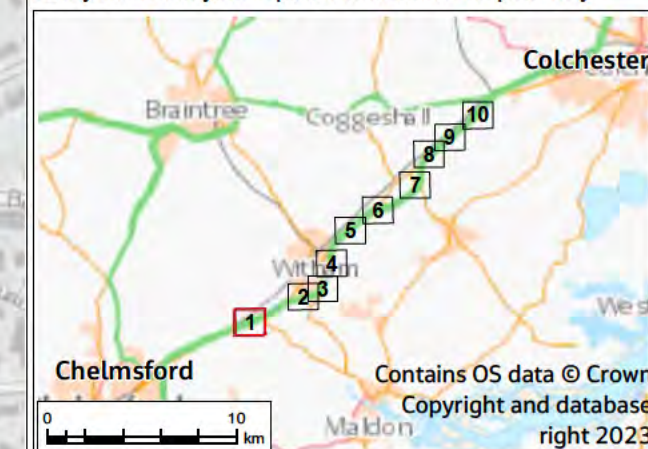 Colchester
Braintree
Coggeshall
10
9
8
7
6
5
4
Witham
2
3
1
Chelmsford
Contains OS data © Crown
Copyright and database
right 2023
Maldon
0 10
km